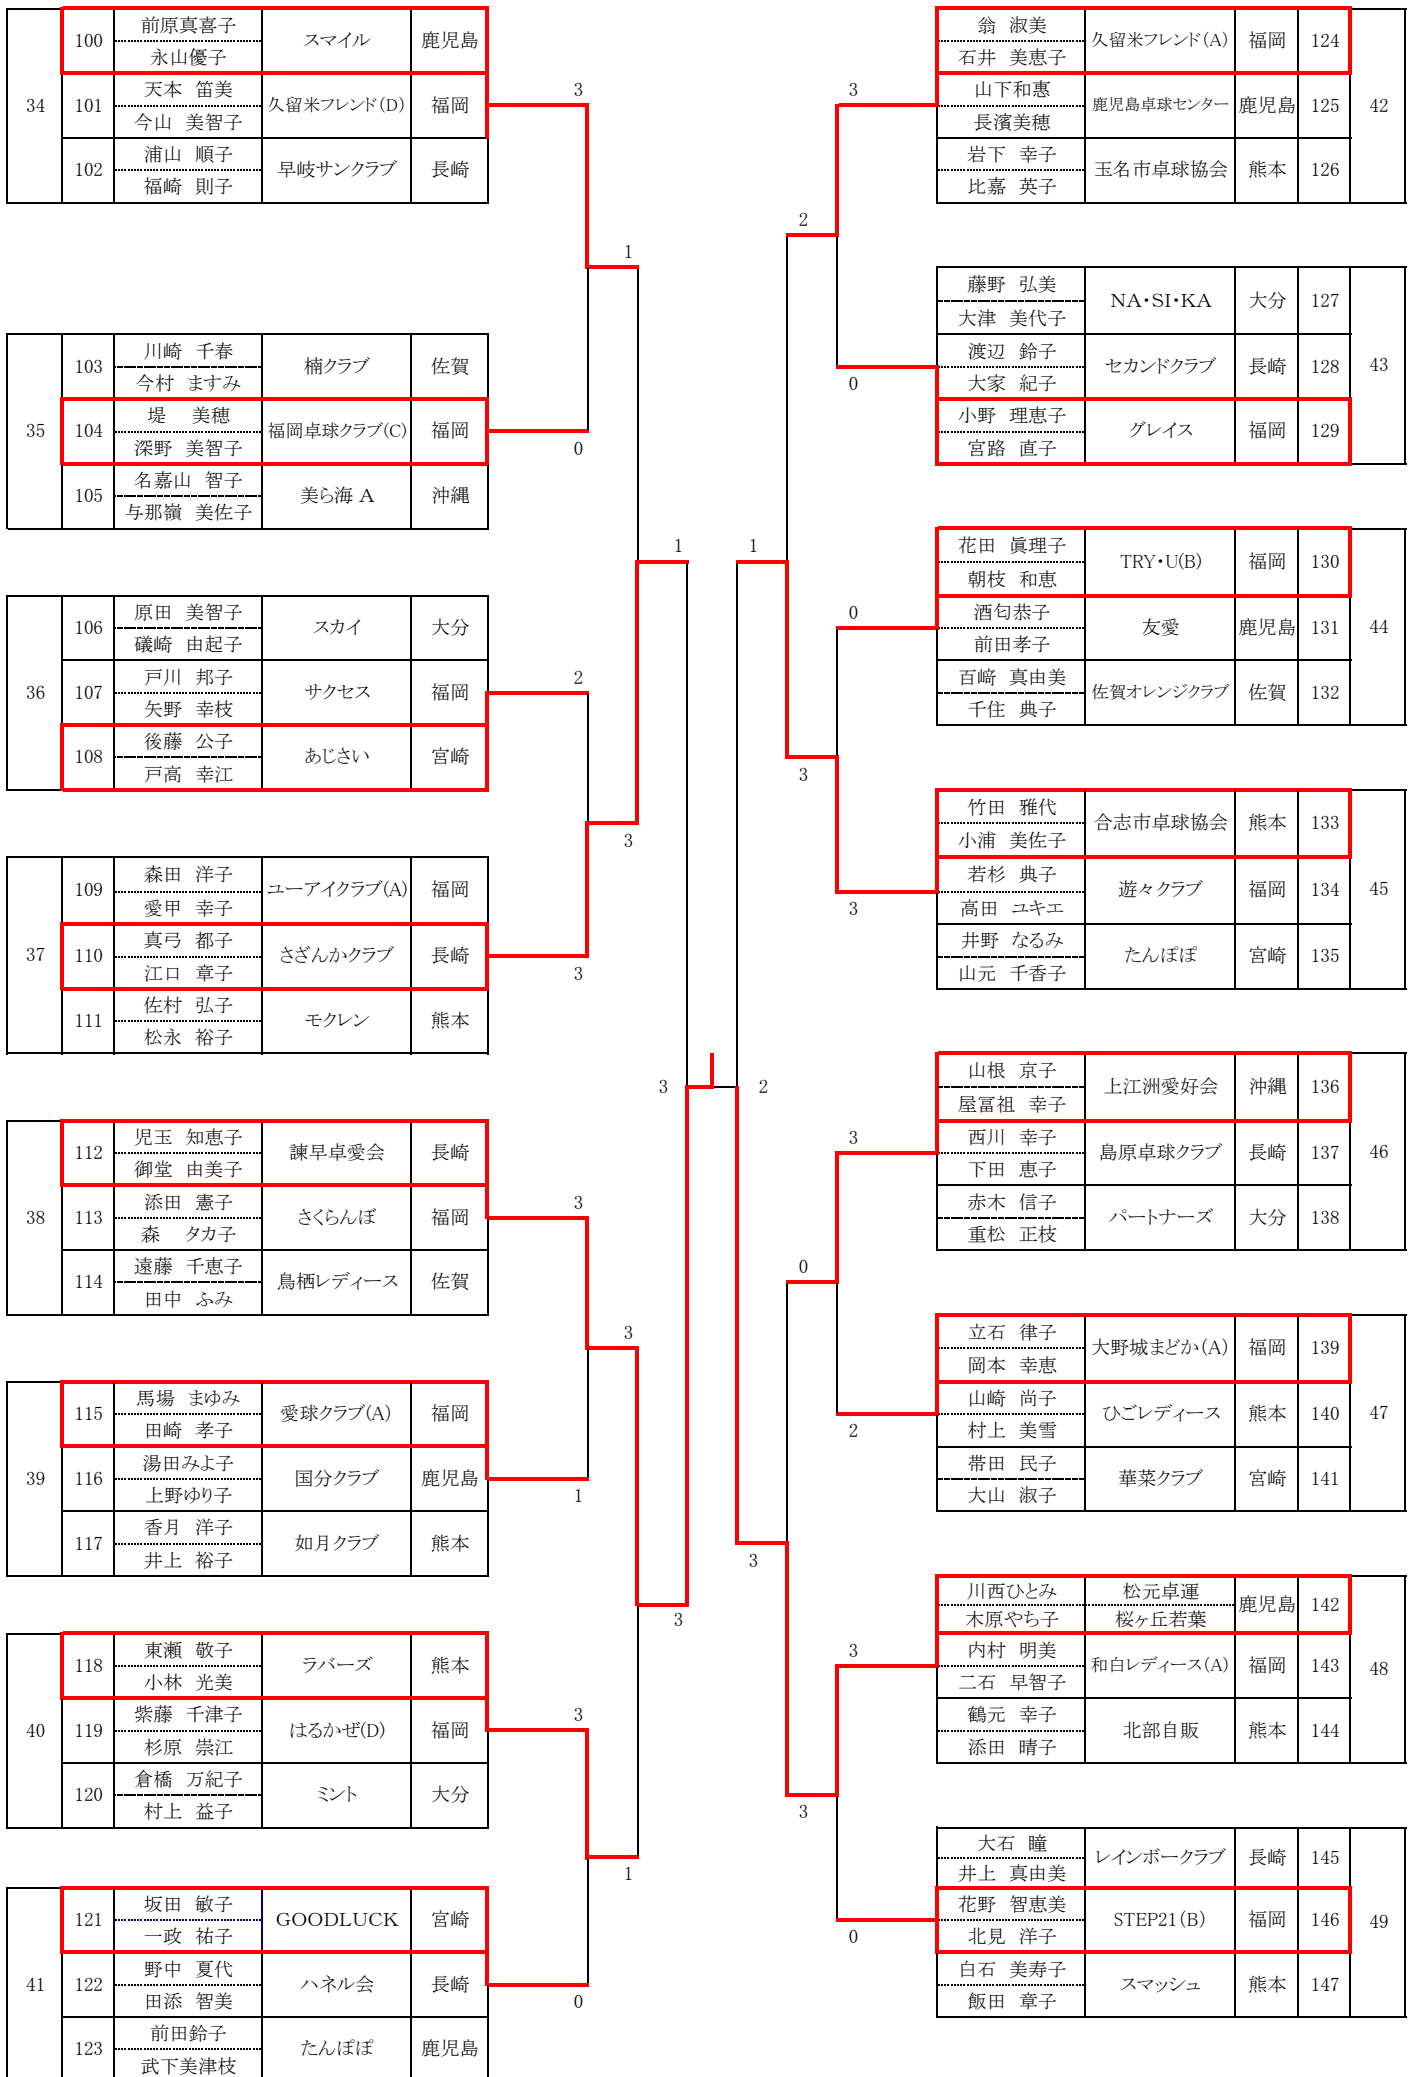 34
100 前原真喜子 スマイル 鹿児島
永山優子
101 天本 笛美 久留米フレンド(D) 福岡
今山 美智子
102 浦山 順子 早岐サンクラブ 長崎
福崎 則子
3
1
35
103 川崎 千春 楠クラブ 佐賀
今村 ますみ
104 堤 美穂 福岡卓球クラブ(C) 福岡
深野 美智子
105 名嘉山 智子 美ら海 A 沖縄
与那嶺 美佐子
0
1
36
106 原田 美智子 スカイ 大分
礒崎 由起子
107 戸川 邦子 サクセス 福岡
矢野 幸枝
108 後藤 公子 あじさい 宮崎
戸高 幸江
2
3
37
109 森田 洋子 ユーアイクラブ(A) 福岡
愛甲 幸子
110 真弓 都子 さざんかクラブ 長崎
江口 章子
111 佐村 弘子 モクレン 熊本
松永 裕子
3
3
38
112 児玉 知恵子 諫早卓愛会 長崎
御堂 由美子
113 添田 憲子 さくらんぼ 福岡
森 タカ子
114 遠藤 千恵子 鳥栖レディース 佐賀
田中 ふみ
3
3
39
115 馬場 まゆみ 愛球クラブ(A) 福岡
田崎 孝子
116 湯田みよ子 国分クラブ 鹿児島
上野ゆり子
117 香月 洋子 如月クラブ 熊本
井上 裕子
1
3
40
118 東瀬 敬子 ラバーズ 熊本
小林 光美
119 紫藤 千津子 はるかぜ(D) 福岡
杉原 崇江
120 倉橋 万紀子 ミント 大分
村上 益子
3
1
41
121 坂田 敏子 GOODLUCK 宮崎
一政 祐子
122 野中 夏代 ハネル会 長崎
田添 智美
123 前田鈴子 たんぽぽ 鹿児島
武下美津枝
0
翁 淑美 久留米フレンド(A) 福岡 124
石井 美恵子
山下和惠 鹿児島卓球センター 鹿児島 125
長濱美穂
岩下 幸子 玉名市卓球協会 熊本 126
比嘉 英子
42
3
2
藤野 弘美 NA・SI・KA 大分 127
大津 美代子
渡辺 鈴子 セカンドクラブ 長崎 128
大家 紀子
小野 理恵子 グレイス 福岡 129
宮路 直子
43
0
1
花田 眞理子 TRY・U(B) 福岡 130
朝枝 和恵
酒匂恭子 友愛 鹿児島 131
前田孝子
百﨑 真由美 佐賀オレンジクラブ 佐賀 132
千住 典子
44
0
3
竹田 雅代 合志市卓球協会 熊本 133
小浦 美佐子
若杉 典子 遊々クラブ 福岡 134
高田 ユキエ
井野 なるみ たんぽぽ 宮崎 135
山元 千香子
45
3
2
山根 京子 上江洲愛好会 沖縄 136
屋冨祖 幸子
西川 幸子 島原卓球クラブ 長崎 137
下田 恵子
赤木 信子 パートナーズ 大分 138
重松 正枝
46
3
0
立石 律子 大野城まどか(A) 福岡 139
岡本 幸恵
山崎 尚子 ひごレディース 熊本 140
村上 美雪
帯田 民子 華菜クラブ 宮崎 141
大山 淑子
47
2
3
川西ひとみ 松元卓運 鹿児島 142
木原やち子 桜ヶ丘若葉
内村 明美 和白レディース(A) 福岡 143
二石 早智子
鶴元 幸子 北部自販 熊本 144
添田 晴子
48
3
3
大石 瞳 レインボークラブ 長崎 145
井上 真由美
花野 智恵美 STEP21(B) 福岡 146
北見 洋子
白石 美寿子 スマッシュ 熊本 147
飯田 章子
49
0